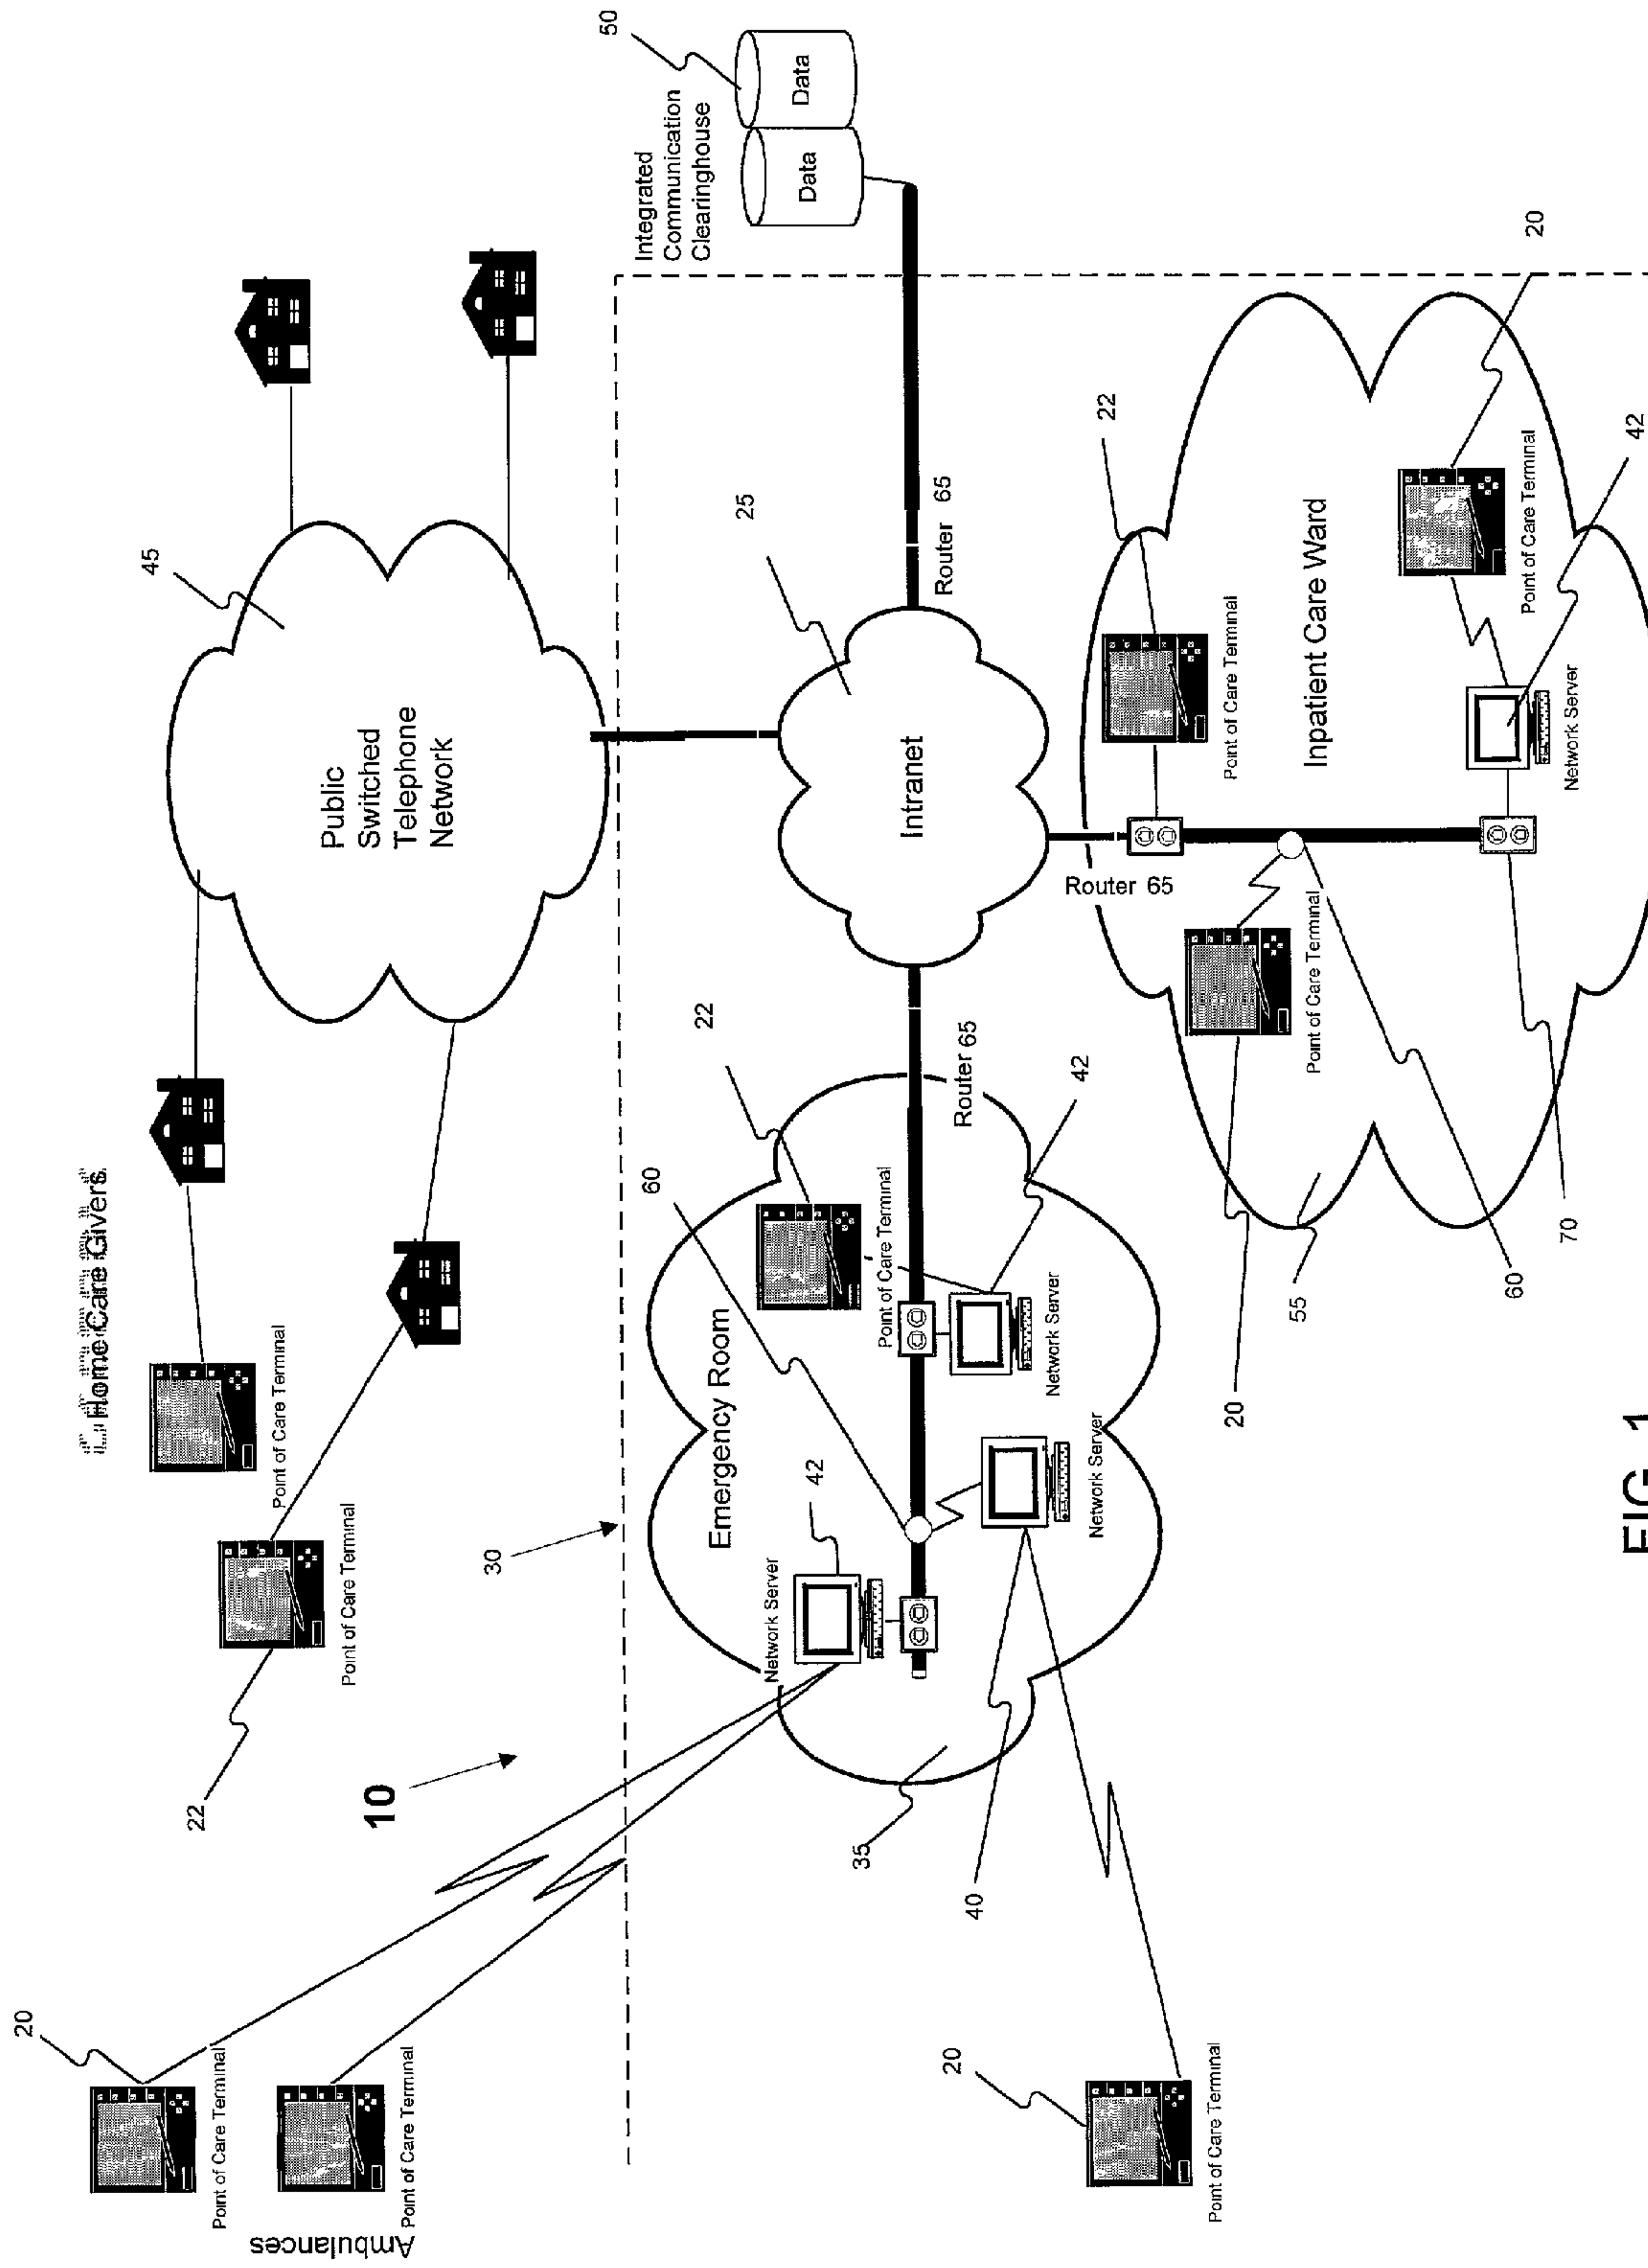 Home Care Givers
45
50
Integrated
Communication
Clearinghouse
Data
Data
Public
Switched
Telephone
Network
Point of Care Terminal
Point of Care Terminal
22
20
Point of Care Terminal
Point of Care Terminal
Ambulances
10
30
25
Intranet
Router 65
Router 65
Router 65
22
60
42
Emergency Room
Point of Care Terminal
Network Server
42
Network Server
Network Server
35
40
20
Point of Care Terminal
22
20
42
Inpatient Care Ward
Point of Care Terminal
Point of Care Terminal
Network Server
Point of Care Terminal
20
55
60
70
FIG. 1